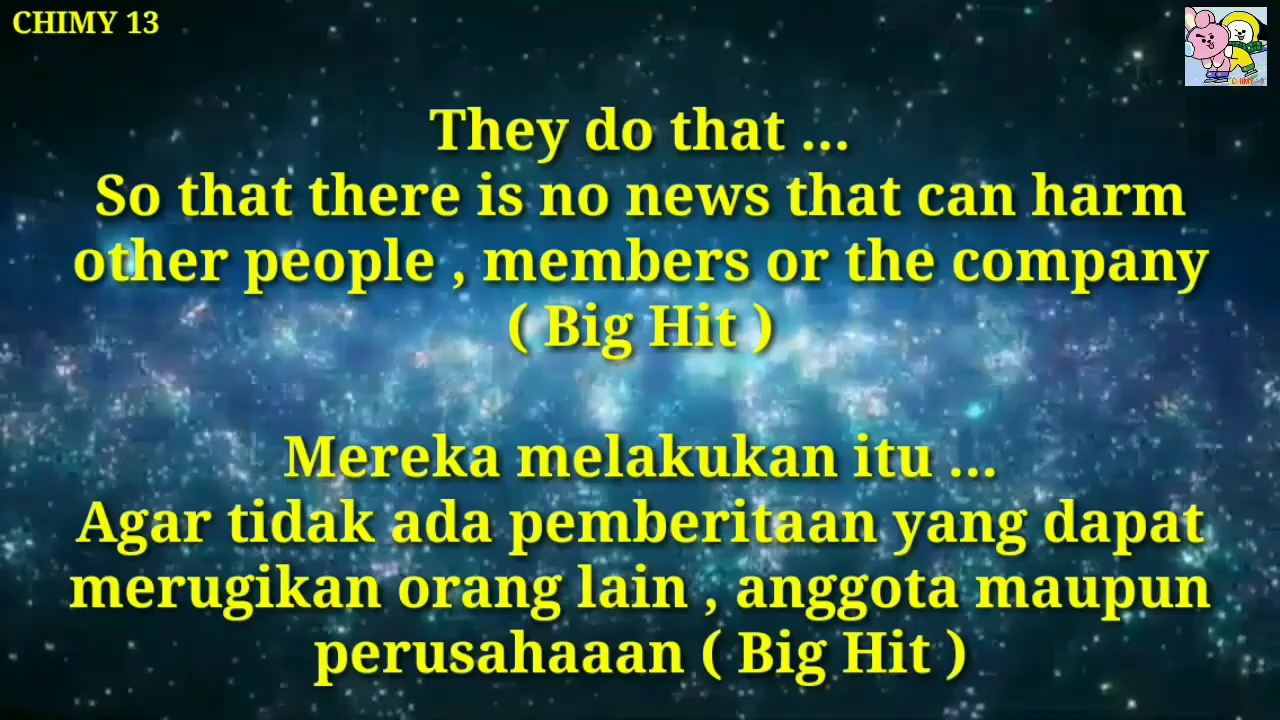 CHIMY 13
They do that ...
So that there is no news that can harm
other people , members or the company
( Big Hit )
Mereka melakukan itu ...
Agar tidak ada pemberitaan yang dapat
merugikan orang lain , anggota maupun
perusahaaan ( Big Hit )